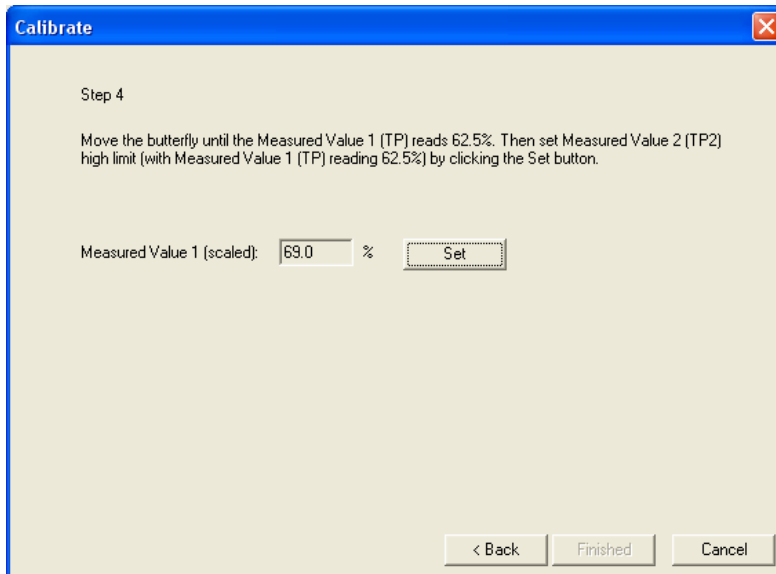 Calibrate
Step 4
Move the butterfly until the Measured Value 1 (TP) reads 62.5%. Then set Measured Value 2 (TP2)
high limit (with Measured Value 1 (TP) reading 62.5%) by clicking the Set button.
Measured Value 1 (scaled): 69.0 % Set
< Back Finished Cancel